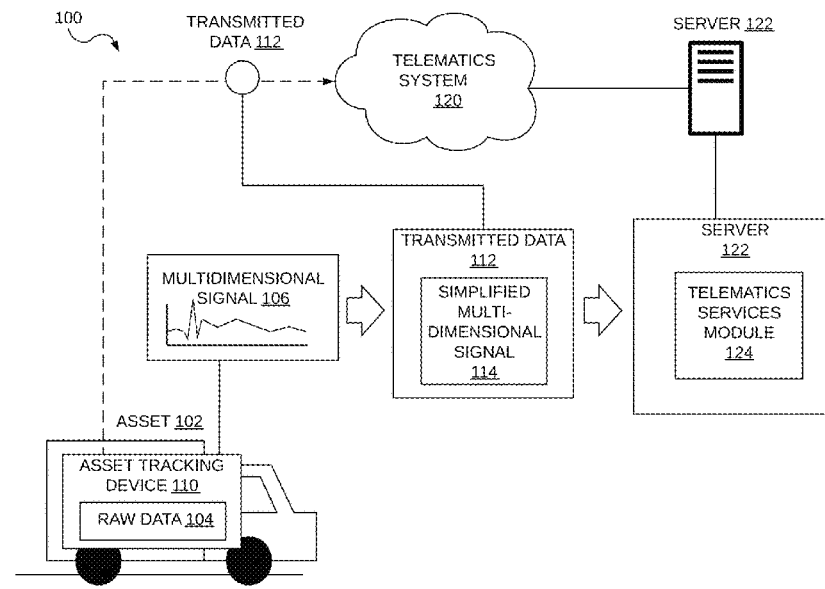 100
TRANSMITTED
DATA 112
TELEMATICS
SYSTEM
120
SERVER 122
MULTIDIMENSIONAL
SIGNAL 106
TRANSMITTED DATA
112
SIMPLIFIED
MULTI-
DIMENSIONAL
SIGNAL
114
SERVER
122
TELEMATICS
SERVICES
MODULE
124
ASSET 102
ASSET TRACKING
DEVICE 110
RAW DATA 104